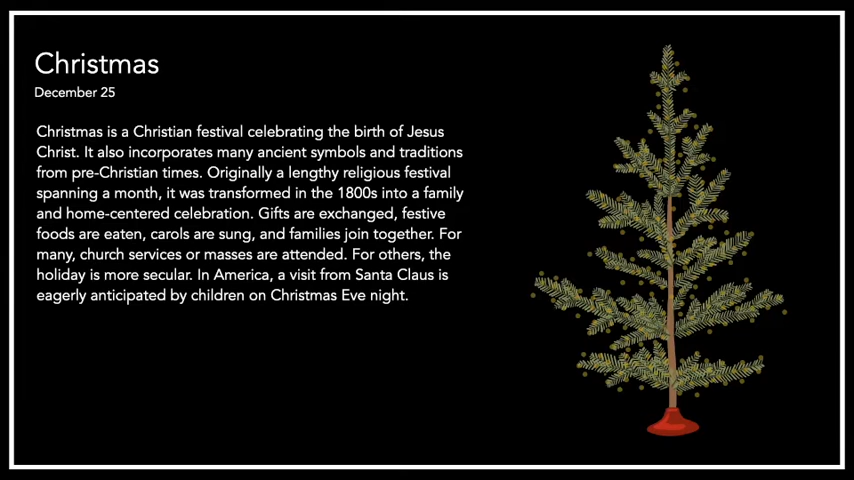 Christmas
December 25
Christmas is a Christian festival celebrating the birth of Jesus
Christ. It also incorporates many ancient symbols and traditions
from pre-Christian times. Originally a lengthy religious festival
spanning a month, it was transformed in the 1800s into a family
and home-centered celebration. Gifts are exchanged, festive
foods are eaten, carols are sung, and families join together. For
many, church services or masses are attended. For others, the
holiday is more secular. In America, a visit from Santa Claus is
eagerly anticipated by children on Christmas Eve night.